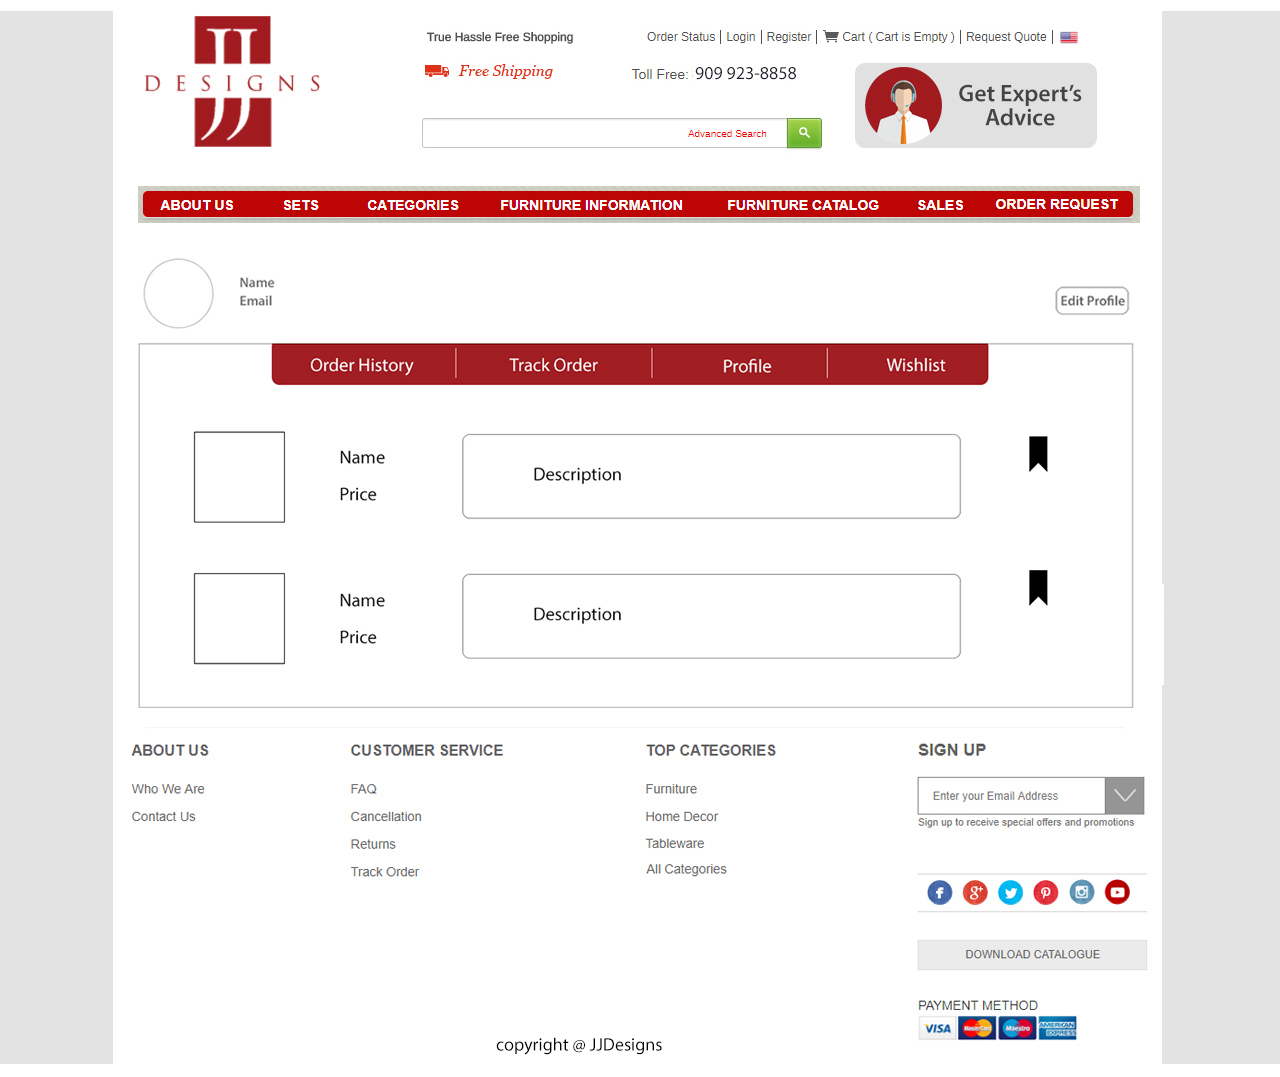 JJ
DESIGNS
JJ
True Hassle Free Shopping
Order Status | Login | Register | Cart ( Cart is Empty ) | Request Quote |
Free Shipping
Toll Free: 909 923-8858
Get Expert's
Advice
Advanced Search
ABOUT US SETS CATEGORIES FURNITURE INFORMATION FURNITURE CATALOG SALES ORDER REQUEST
Name
Email
Edit Profile
Order History Track Order Profile Wishlist
Name
Price
Description
Name
Price
Description
ABOUT US
Who We Are
Contact Us
CUSTOMER SERVICE
FAQ
Cancellation
Returns
Track Order
TOP CATEGORIES
Furniture
Home Decor
Tableware
All Categories
SIGN UP
Enter your Email Address
Sign up to receive special offers and promotions
DOWNLOAD CATALOGUE
PAYMENT METHOD
VISA MasterCard Maestro AMERICAN EXPRESS
copyright @ JJDesigns